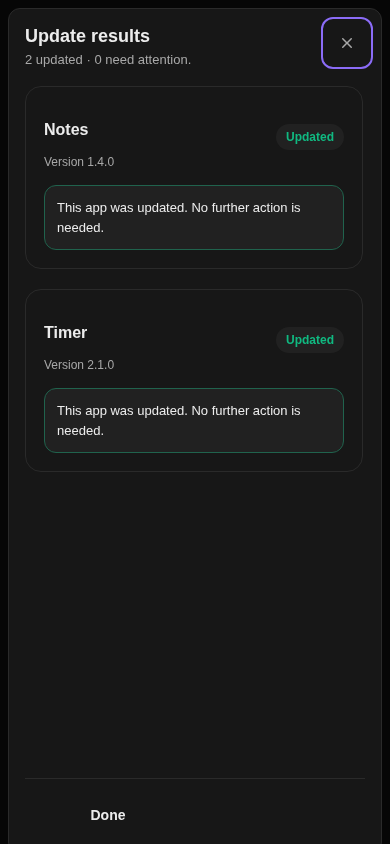 Update results
2 updated · 0 need attention.
Notes
Updated
Version 1.4.0
This app was updated. No further action is
needed.
Timer
Updated
Version 2.1.0
This app was updated. No further action is
needed.
Done